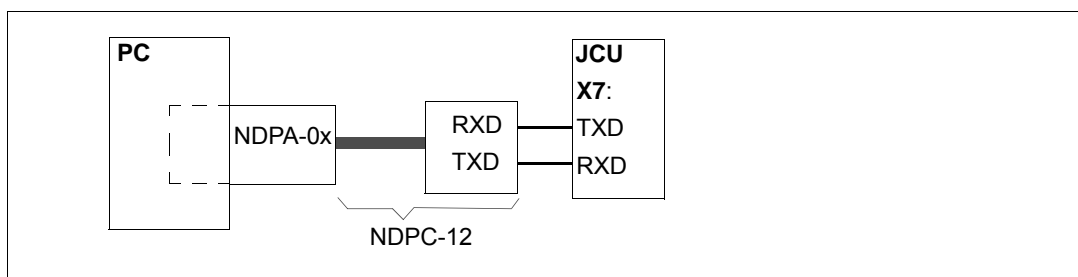 PC
NDPA-0x
RXD
TXD
NDPC-12
JCU
X7:
TXD
RXD